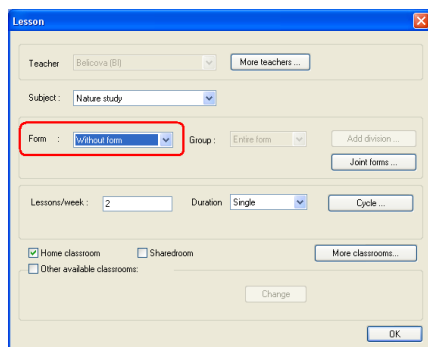 Lesson
Teacher Belicova (BI) More teachers ...
Subject : Nature study
Form : Without form Group : Entire form Add division ...
Joint forms ...
Lessons/week : 2 Duration Single Cycle ...
Home classroom Sharedroom More classrooms...
Other available classrooms:
Change
OK